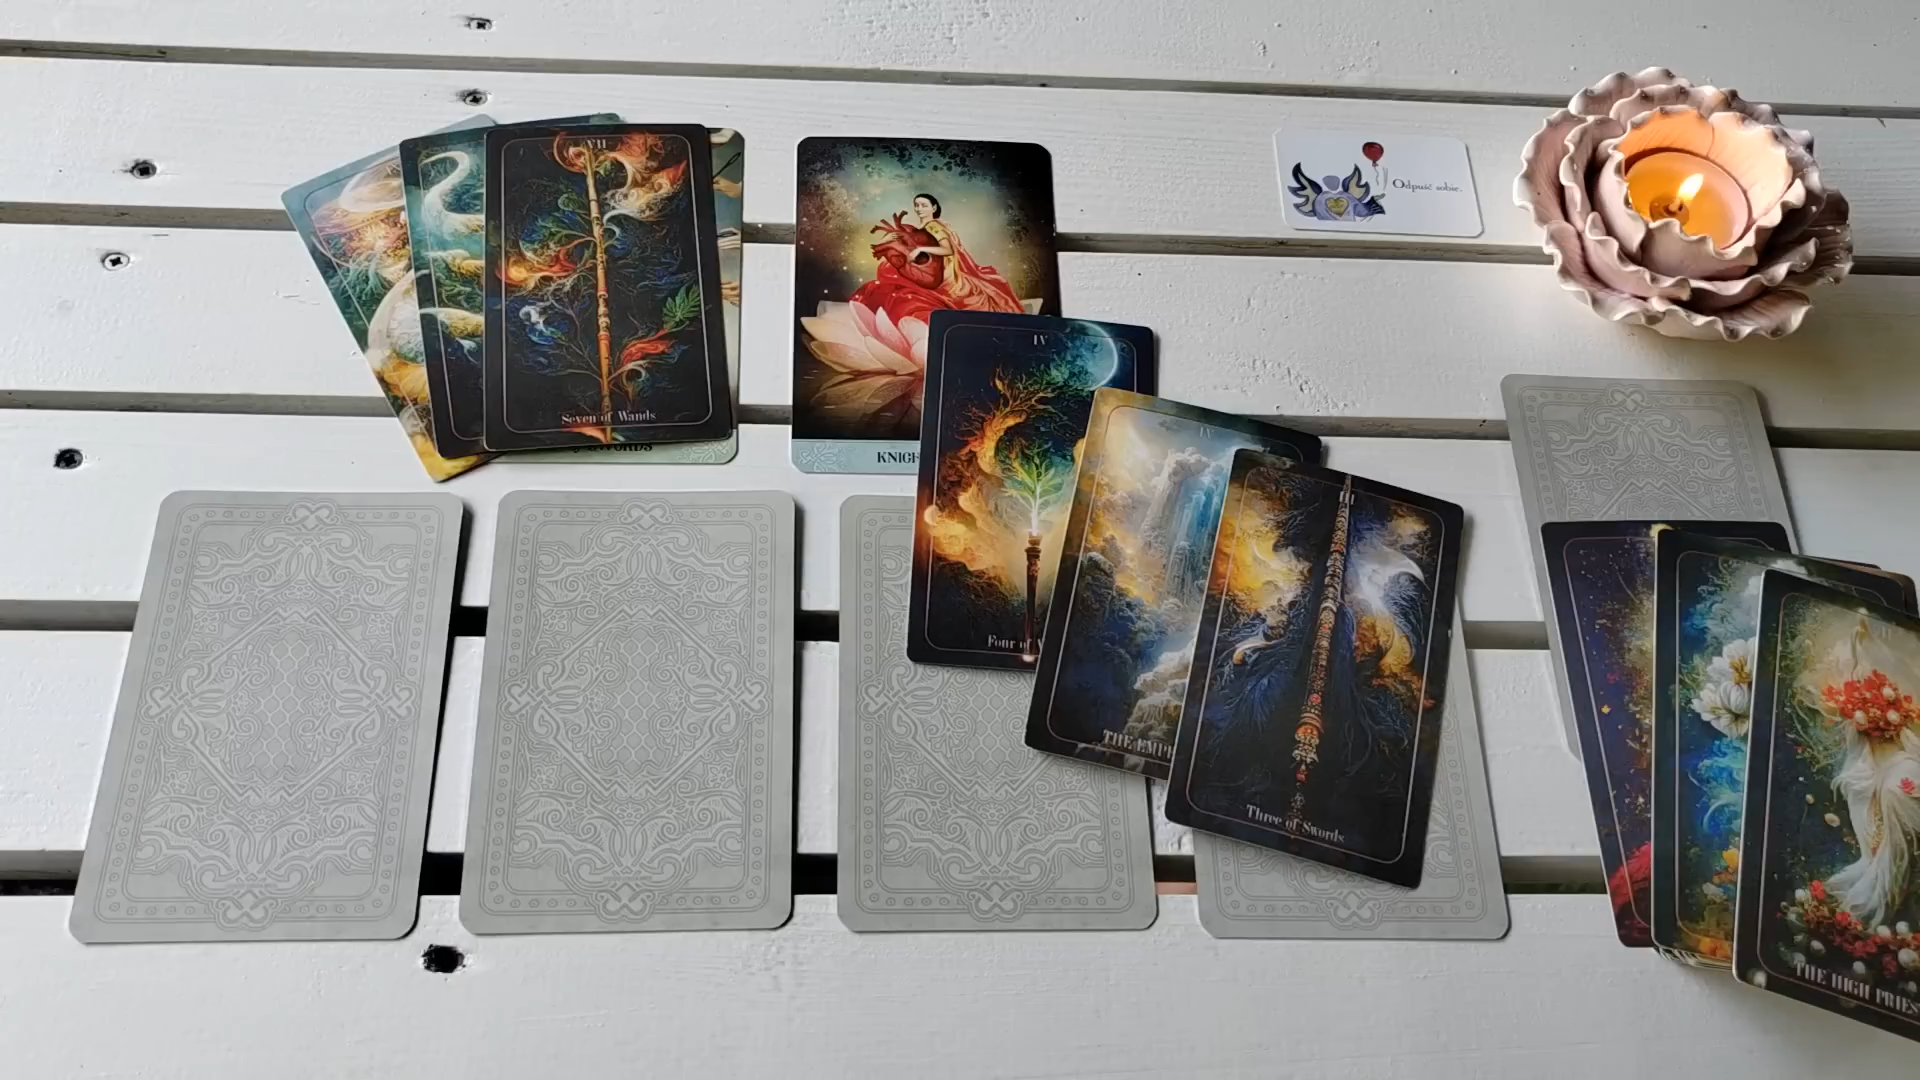 VII
Seven of Wands
KNIGH
Odpuść sobie.
IV
Four of
IV
THE EMP
III
Three of Swords
THE HIGH PRIES